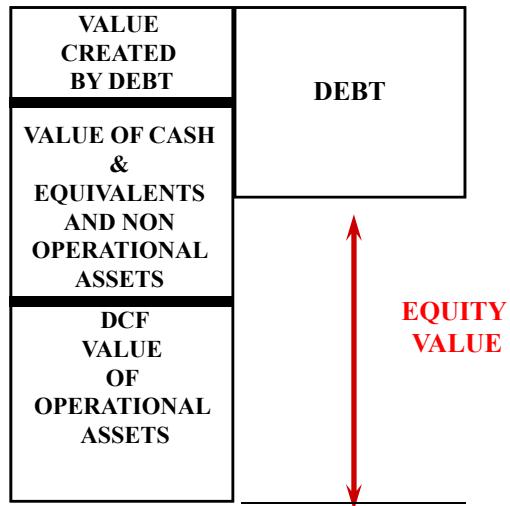 VALUE
CREATED
BY DEBT
DEBT
VALUE OF CASH
&
EQUIVALENTS
AND NON
OPERATIONAL
ASSETS
DCF
VALUE
OF
OPERATIONAL
ASSETS
EQUITY
VALUE